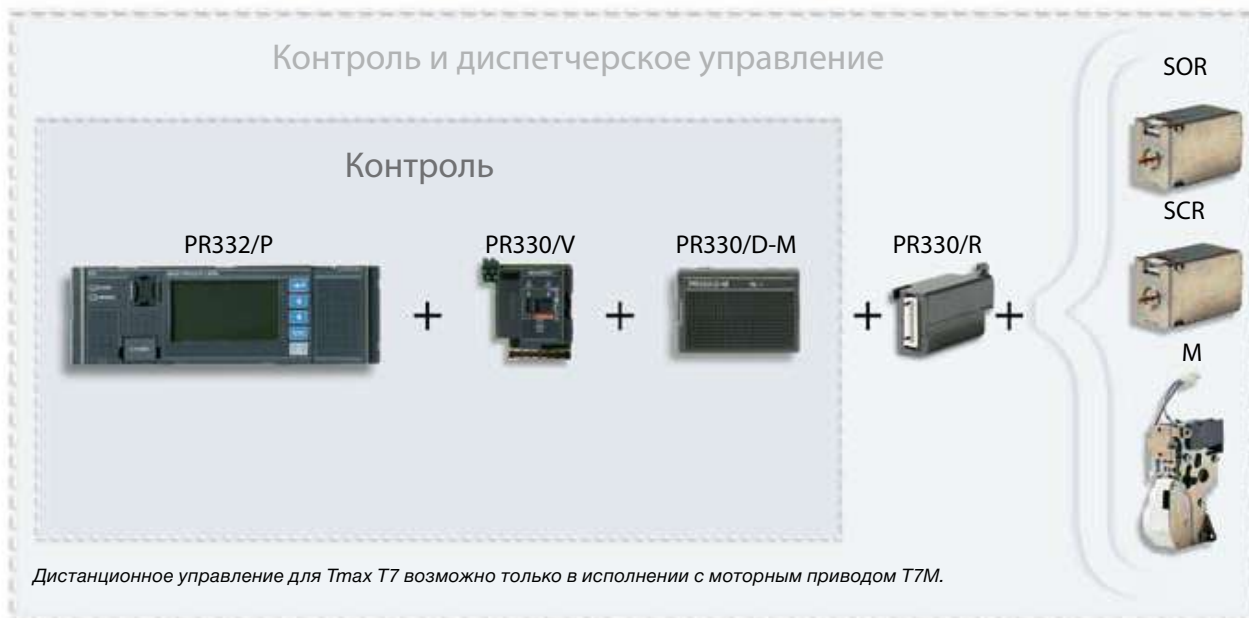 Контроль и диспетчерское управление
SOR
Контроль
SCR
PR332/P
PR330/V
PR330/D-M
PR330/R
+
+
+
+
M
Дистанционное управление для Tmax T7 возможно только в исполнении с моторным приводом T7M.